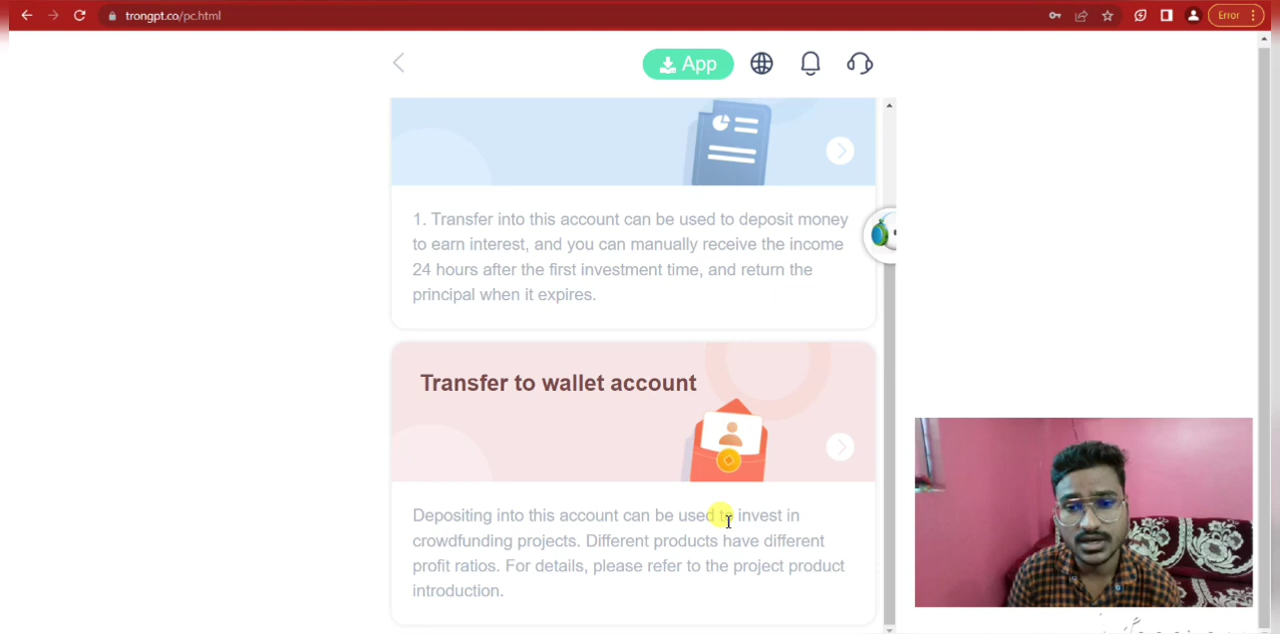 trongpt.co/pc.html
Error
App
1. Transfer into this account can be used to deposit money
to earn interest, and you can manually receive the income
24 hours after the first investment time, and return the
principal when it expires.
Transfer to wallet account
Depositing into this account can be used to invest in
crowdfunding projects. Different products have different
profit ratios. For details, please refer to the project product
introduction.